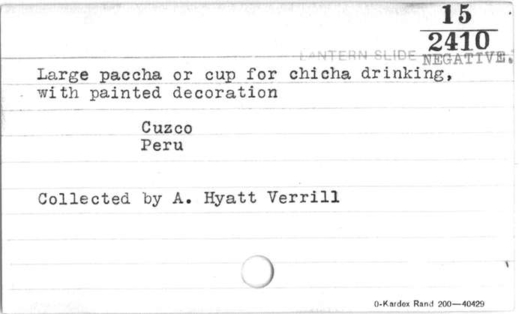 15
2410
LANTERN SLIDE NEGATIVE.
Large paccha or cup for chicha drinking,
with painted decoration
Cuzco
Peru
Collected by A. Hyatt Verrill
0-Kardex Rand 200—40429